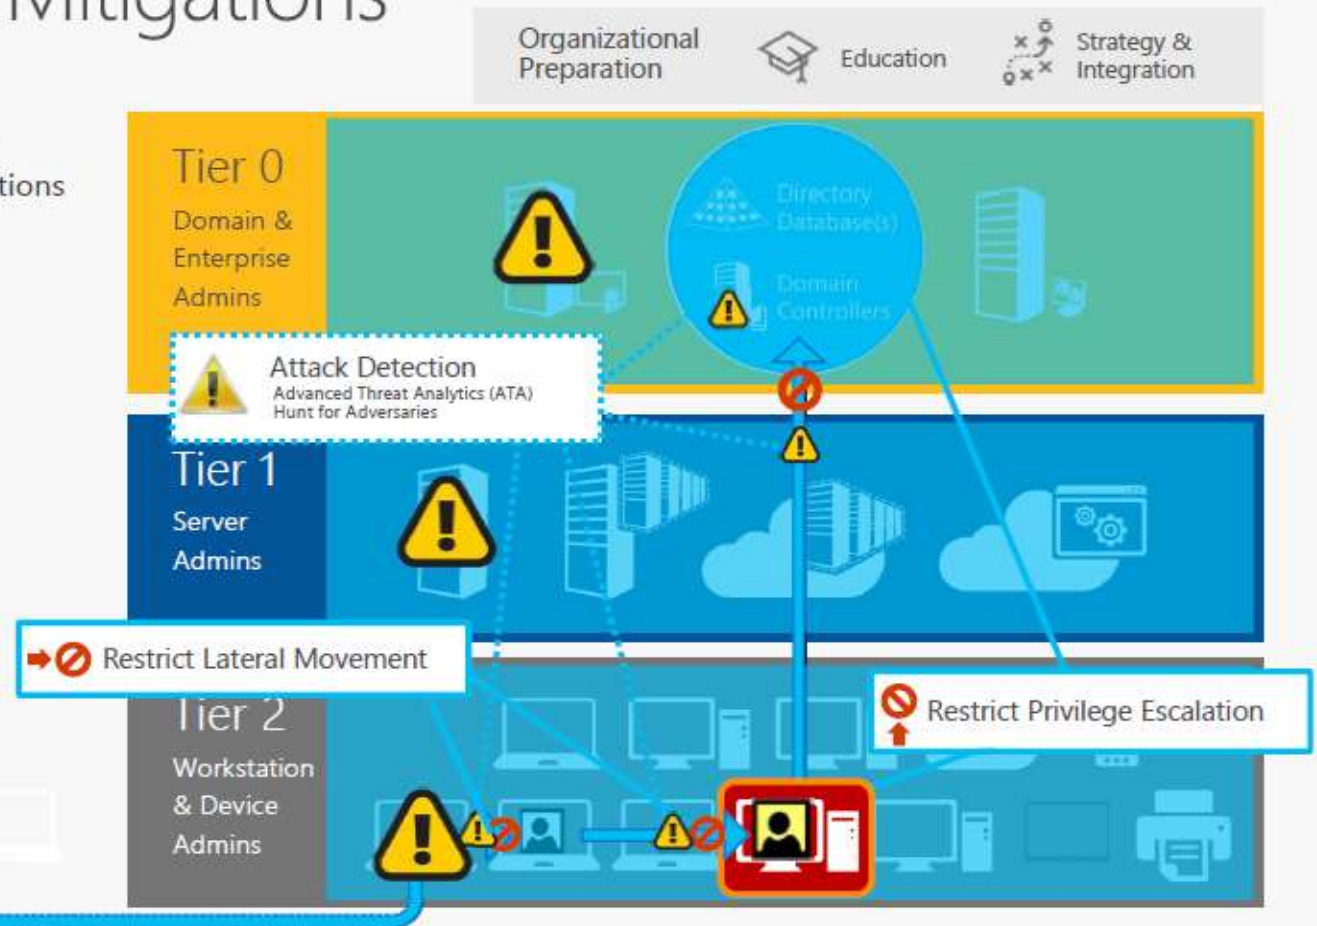 Mitigations
Organizational
Preparation
Education
Strategy &
Integration
tions
Tier 0
Domain &
Enterprise
Admins
Directory
Database(s)
Domain
Controllers
Attack Detection
Advanced Threat Analytics (ATA)
Hunt for Adversaries
Tier 1
Server
Admins
Restrict Lateral Movement
Tier 2
Workstation
& Device
Admins
Restrict Privilege Escalation